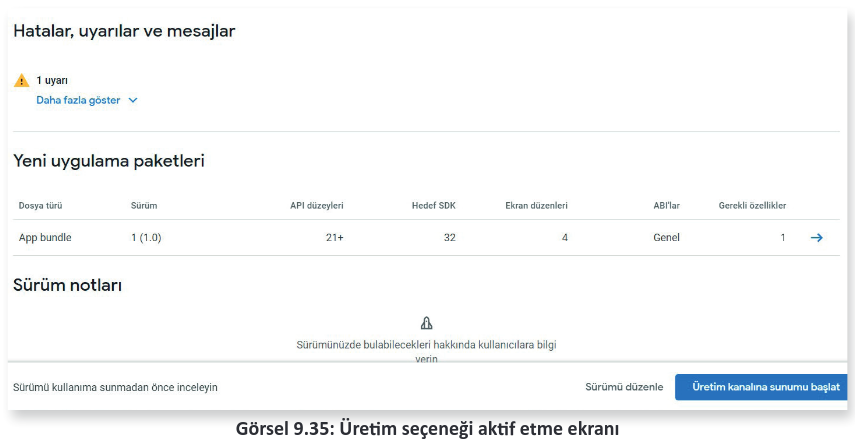 Hatalar, uyarılar ve mesajlar
1 uyarı
Daha fazla göster
Yeni uygulama paketleri
Dosya türü Sürüm API düzeyleri Hedef SDK Ekran düzenleri ABI'lar Gerekli özellikler
App bundle 1 (1.0) 21+ 32 4 Genel 1
Sürüm notları
Sürümünüzde bulabilecekleri hakkında kullanıcılara bilgi
verin
Sürümü kullanıma sunmadan önce inceleyin Sürümü düzenle Üretim kanalına sunumu başlat
Görsel 9.35: Üretim seçeneği aktif etme ekranı